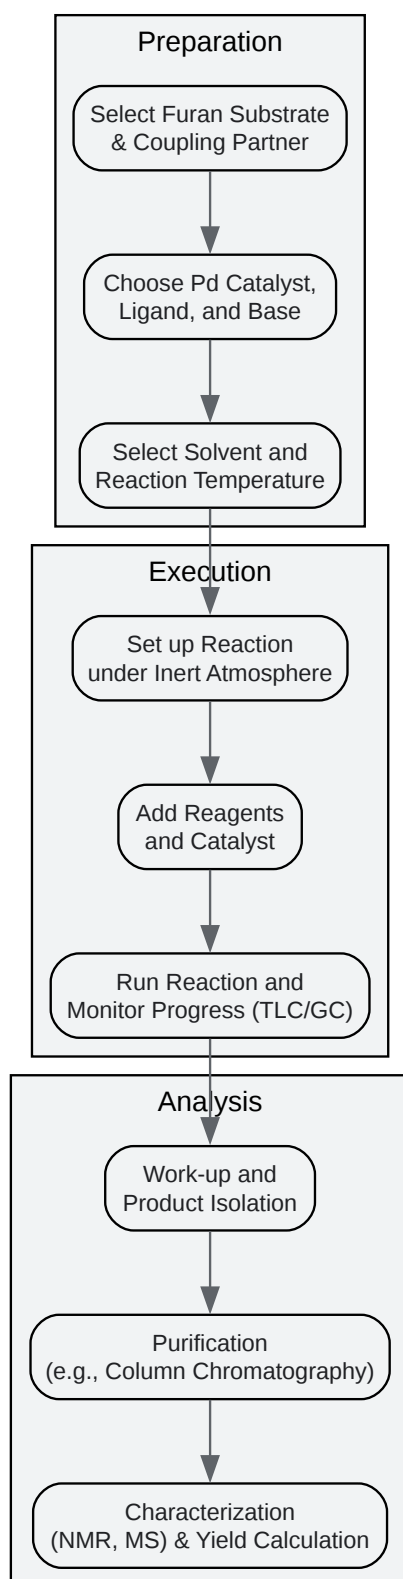 Preparation
Select Furan Substrate
& Coupling Partner
Choose Pd Catalyst,
Ligand, and Base
Select Solvent and
Reaction Temperature
Execution
Set up Reaction
under Inert Atmosphere
Add Reagents
and Catalyst
Run Reaction and
Monitor Progress (TLC/GC)
Analysis
Work-up and
Product Isolation
Purification
(e.g., Column Chromatography)
Characterization
(NMR, MS) & Yield Calculation